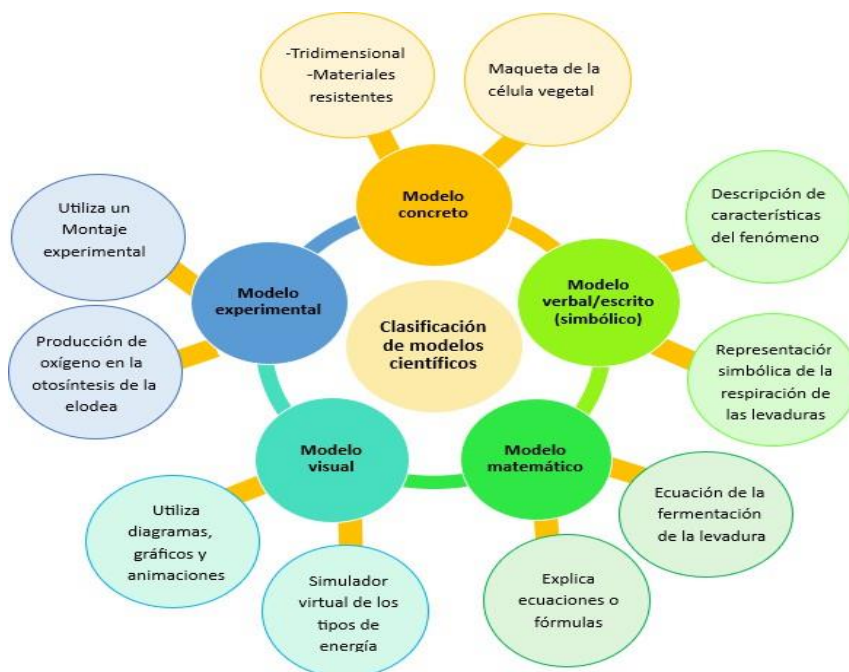 -Tridimensional
-Materiales
resistentes
Maqueta de la
célula vegetal
Modelo
concreto
Utiliza un
Montaje
experimental
Descripción de
características
del fenómeno
Modelo
experimental
Modelo
verbal/escrito
(simbólico)
Clasificación
de modelos
científicos
Producción de
oxígeno en la
otosíntesis de la
elodea
Representación
simbólica de la
respiración de
las levaduras
Modelo
visual
Modelo
matemático
Utiliza
diagramas,
gráficos y
animaciones
Ecuación de la
fermentación
de la levadura
Simulador
virtual de los
tipos de
energía
Explica
ecuaciones o
fórmulas